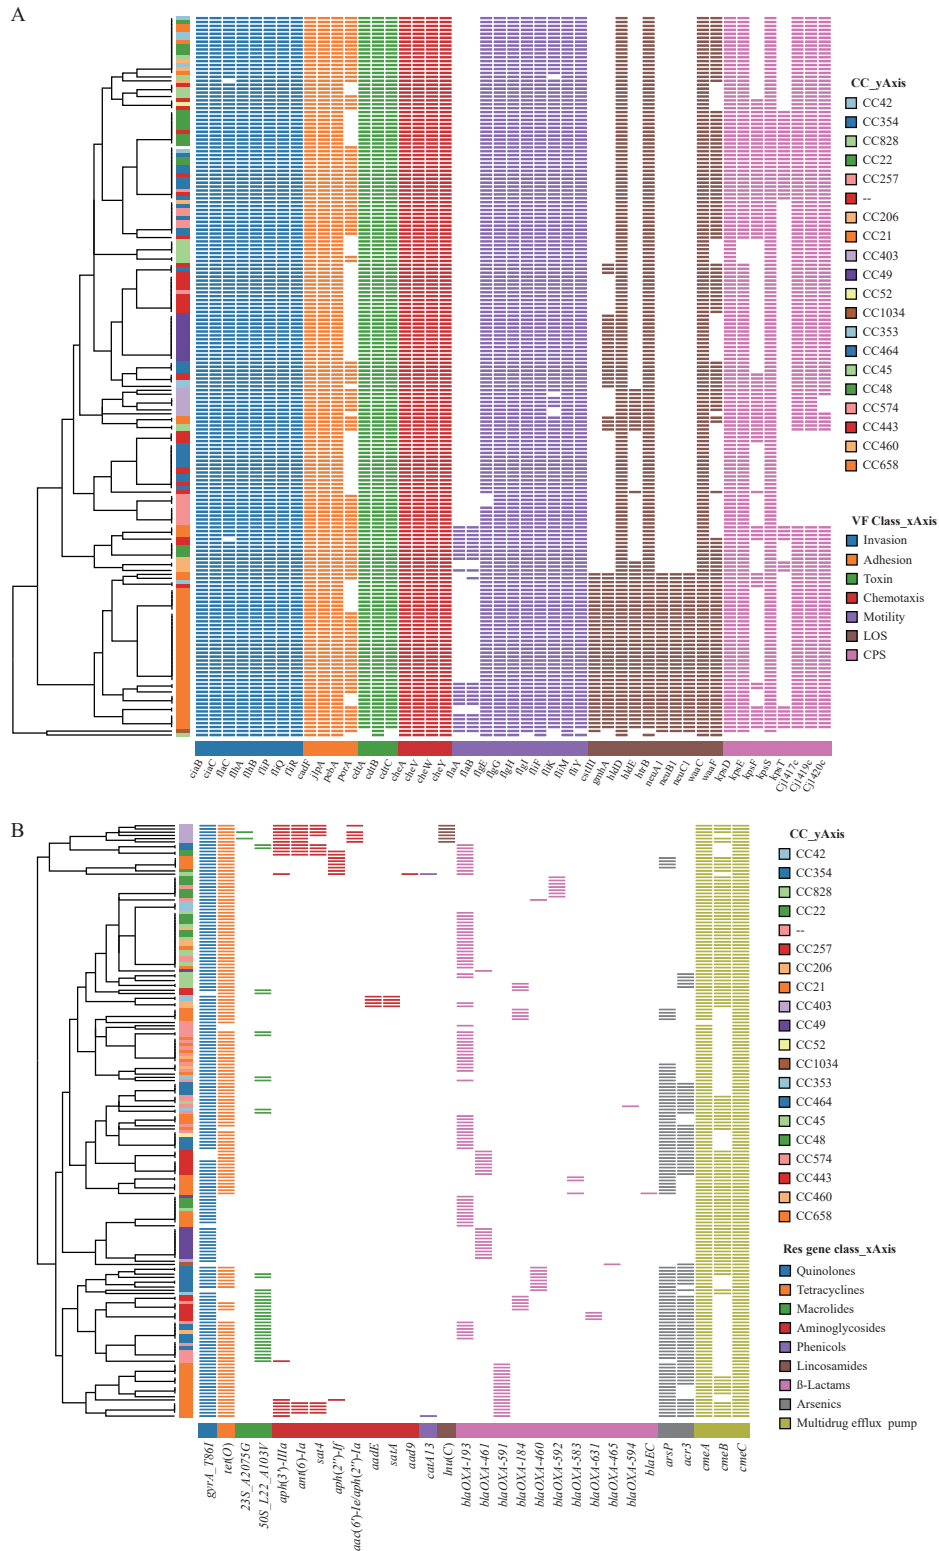 A
CC_yAxis
CC42
CC354
CC828
CC22
CC257
--
CC206
CC21
CC403
CC49
CC52
CC1034
CC353
CC464
CC45
CC48
CC574
CC443
CC460
CC658
VF Class_xAxis
Invasion
Adhesion
Toxin
Chemotaxis
Motility
LOS
CPS
ciaB
ciaC
flaC
flhA
flhB
fliP
fliQ
fliR
cadF
JlpA
pebA
porA
cdtA
cdtB
cdtC
cheA
cheV
cheW
cheY
flaA
flaB
flgE
flgG
flgH
flgI
fliF
fliK
fliM
fliY
cstIII
gmhA
hldD
hldE
htrB
neuA1
neuB1
neuC1
waaC
waaF
kpsD
kpsE
kpsF
kpsS
kpsT
Cj1417c
Cj1419c
Cj1420c
B
CC_yAxis
CC42
CC354
CC828
CC22
--
CC257
CC206
CC21
CC403
CC49
CC52
CC1034
CC353
CC464
CC45
CC48
CC574
CC443
CC460
CC658
Res gene class_xAxis
Quinolones
Tetracyclines
Macrolides
Aminoglycosides
Phenicols
Lincosamides
ß-Lactams
Arsenics
Multidrug efflux pump
gyrA_T86I
tet(O)
23S_A2075G
50S_L22_A103V
aph(3')-IIIa
ant(6)-Ia
sat4
aph(2'')-If
aac(6')-Ie/aph(2'')-Ia
aadE
satA
aad9
catA13
lnu(C)
blaOXA-193
blaOXA-461
blaOXA-591
blaOXA-184
blaOXA-460
blaOXA-592
blaOXA-583
blaOXA-631
blaOXA-465
blaOXA-594
blaEC
arsP
acr3
cmeA
cmeB
cmeC